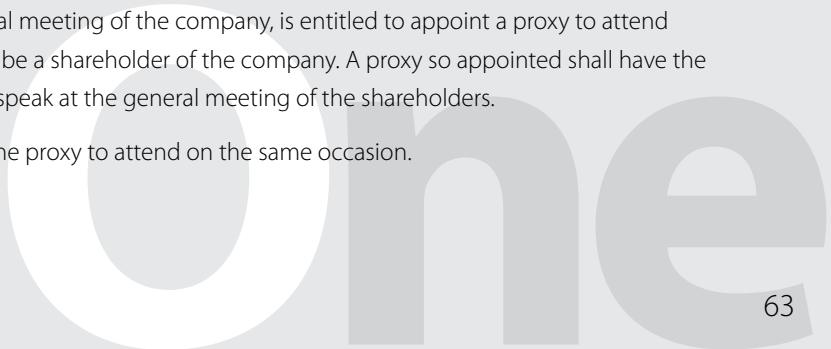 al meeting of the company, is entitled to appoint a proxy to attend
be a shareholder of the company. A proxy so appointed shall have the
speak at the general meeting of the shareholders.
ne proxy to attend on the same occasion.
One
63